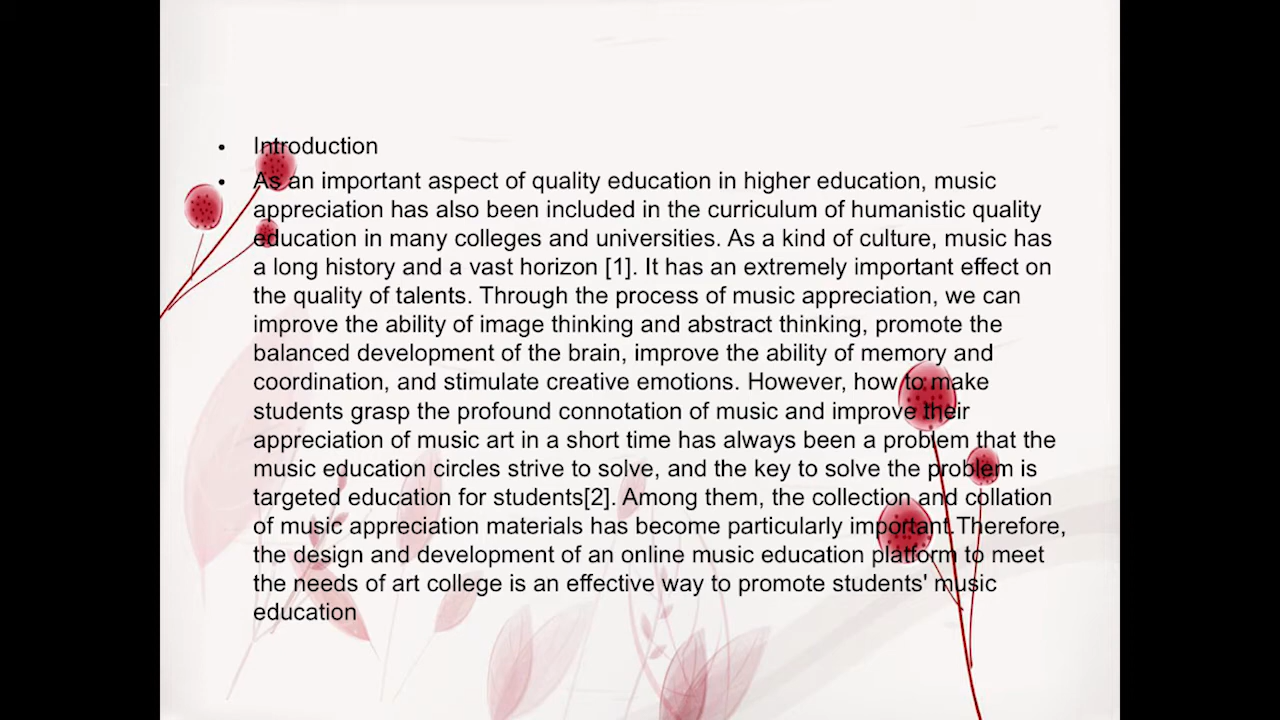 • Introduction
• As an important aspect of quality education in higher education, music
appreciation has also been included in the curriculum of humanistic quality
education in many colleges and universities. As a kind of culture, music has
a long history and a vast horizon [1]. It has an extremely important effect on
the quality of talents. Through the process of music appreciation, we can
improve the ability of image thinking and abstract thinking, promote the
balanced development of the brain, improve the ability of memory and
coordination, and stimulate creative emotions. However, how to make
students grasp the profound connotation of music and improve their
appreciation of music art in a short time has always been a problem that the
music education circles strive to solve, and the key to solve the problem is
targeted education for students[2]. Among them, the collection and collation
of music appreciation materials has become particularly important.Therefore,
the design and development of an online music education platform to meet
the needs of art college is an effective way to promote students' music
education